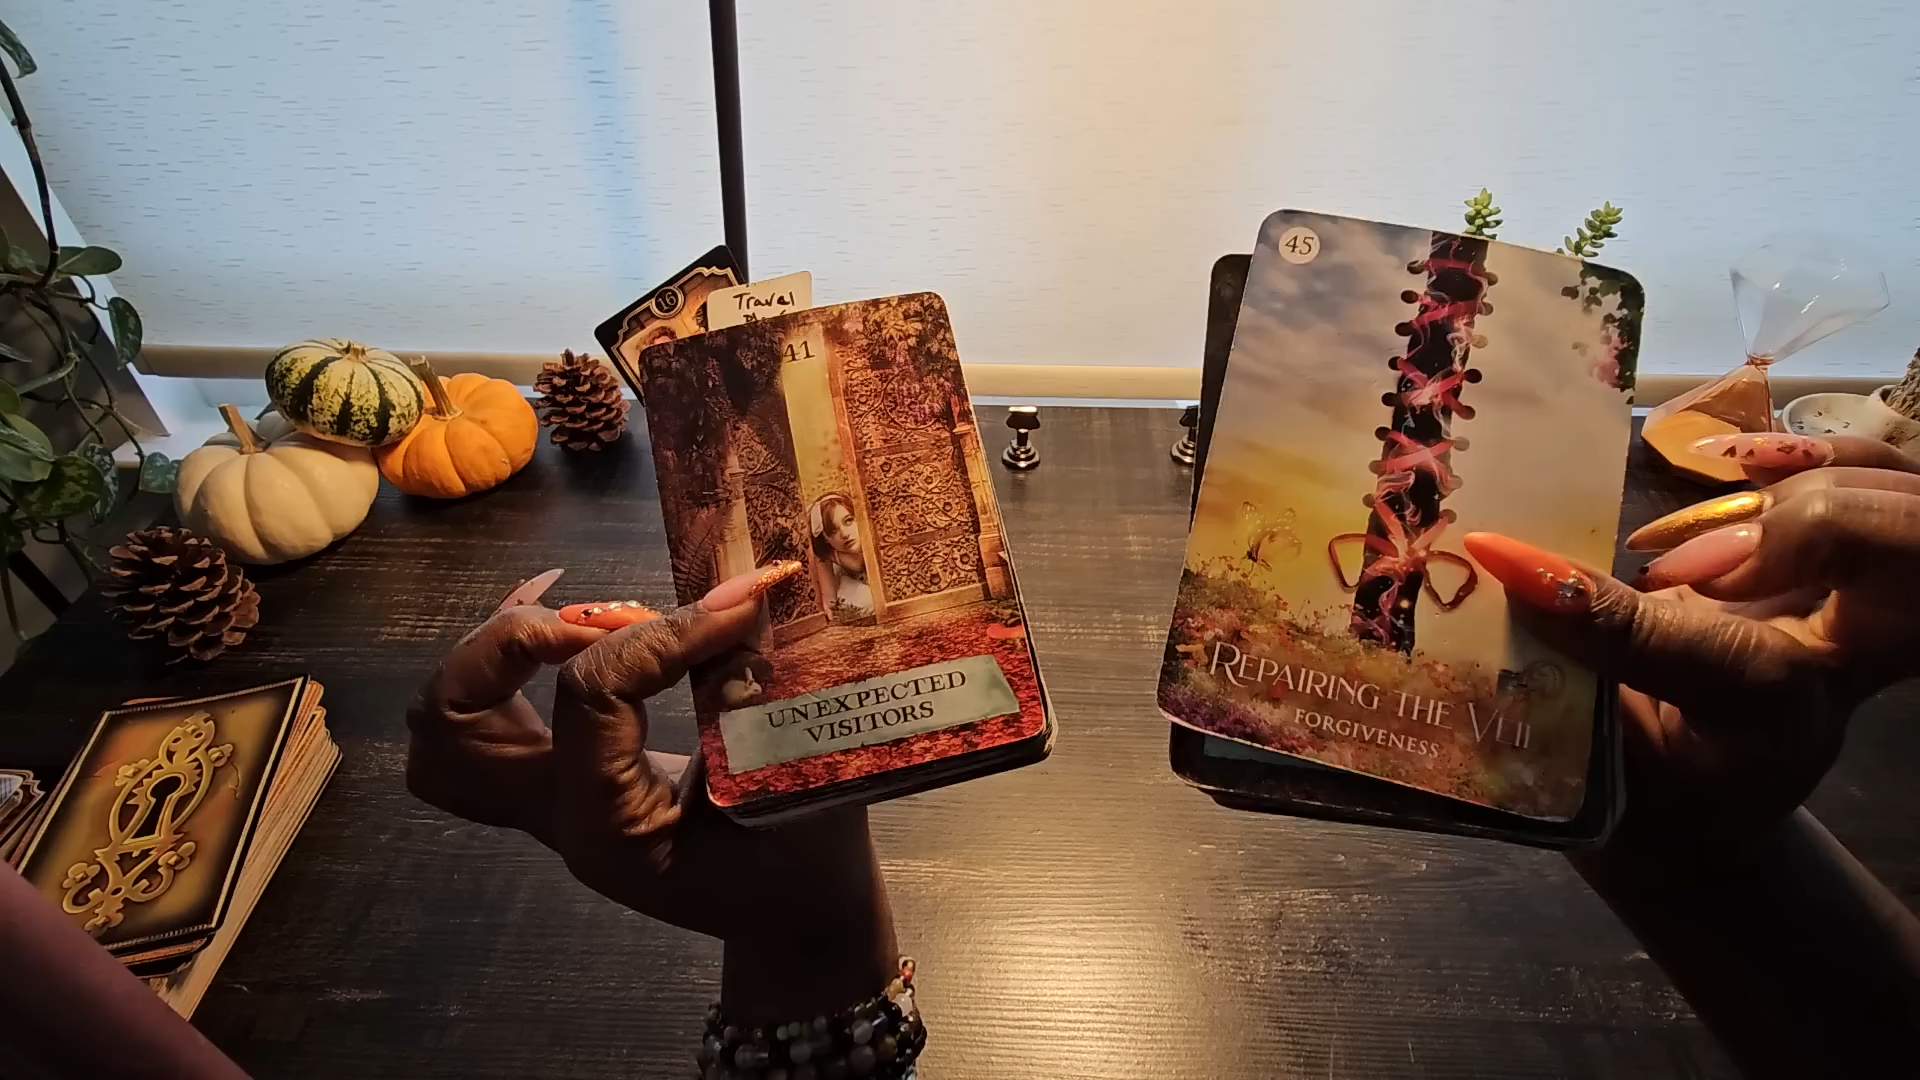 16
Travel
41
UNEXPECTED
VISITORS
45
REPAIRING THE VEIL
FORGIVENESS